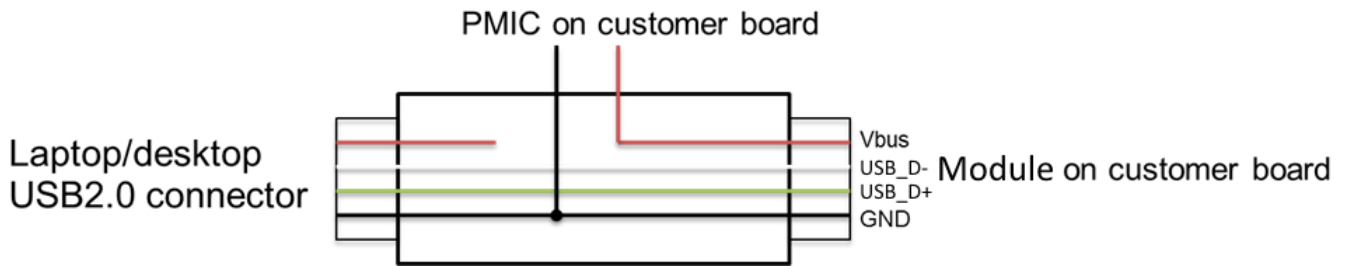 PMIC on customer board
Laptop/desktop
USB2.0 connector
Vbus
USB_D-
USB_D+
GND
Module on customer board